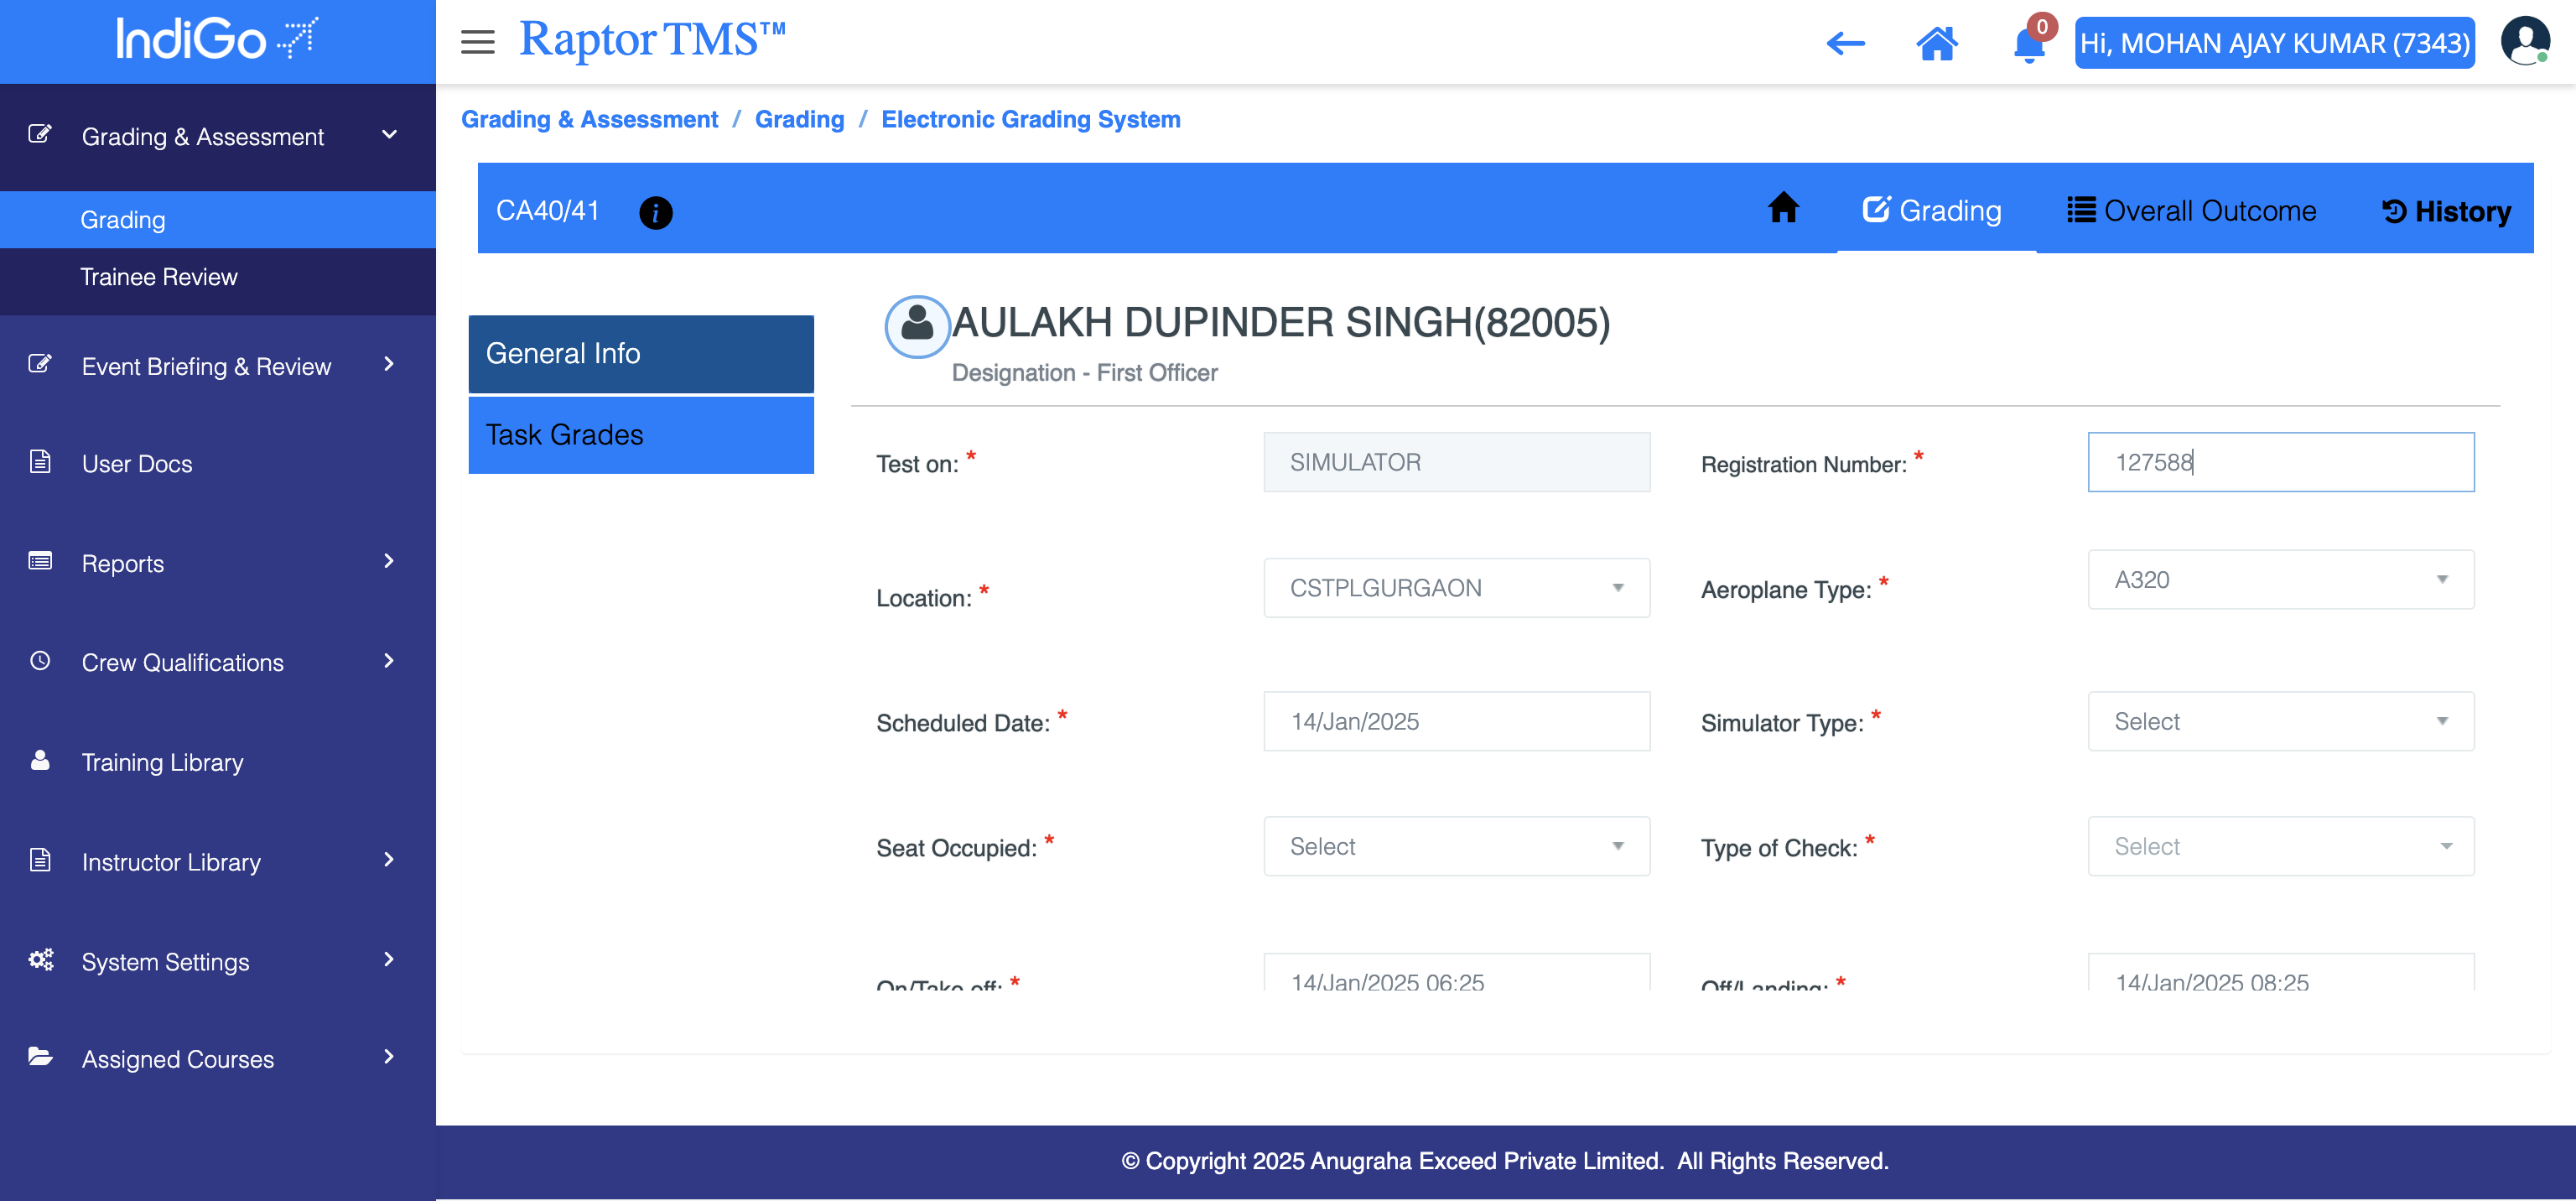 IndiGo
Raptor TMS™
0
Hi, MOHAN AJAY KUMAR (7343)
Grading & Assessment
Grading
Trainee Review
Event Briefing & Review
User Docs
Reports
Crew Qualifications
Training Library
Instructor Library
System Settings
Assigned Courses
Grading & Assessment / Grading / Electronic Grading System
CA40/41
i
Grading
Overall Outcome
History
General Info
Task Grades
AULAKH DUPINDER SINGH(82005)
Designation - First Officer
Test on: *
SIMULATOR
Registration Number: *
127588
Location: *
CSTPLGURGAON
Aeroplane Type: *
A320
Scheduled Date: *
14/Jan/2025
Simulator Type: *
Select
Seat Occupied: *
Select
Type of Check: *
Select
On/Take off: *
14/Jan/2025 06:25
Off/Landing: *
14/Jan/2025 08:25
© Copyright 2025 Anugraha Exceed Private Limited. All Rights Reserved.